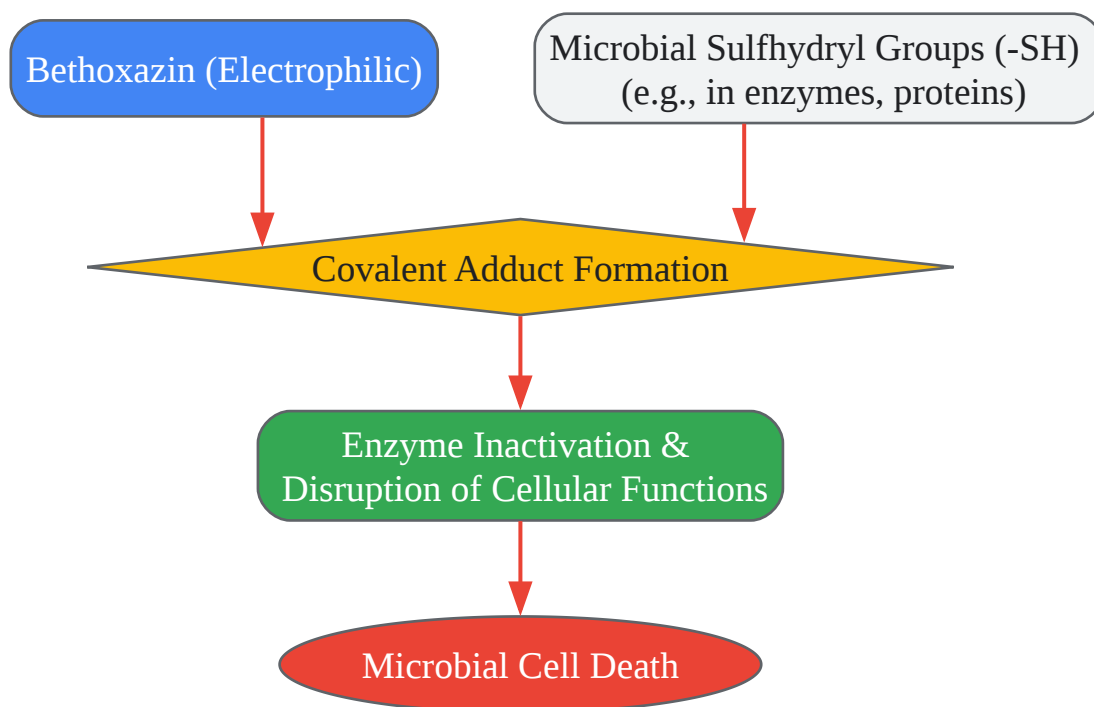 Bethoxazin (Electrophilic)
Microbial Sulfhydryl Groups (-SH)
(e.g., in enzymes, proteins)
Covalent Adduct Formation
Enzyme Inactivation &
Disruption of Cellular Functions
Microbial Cell Death